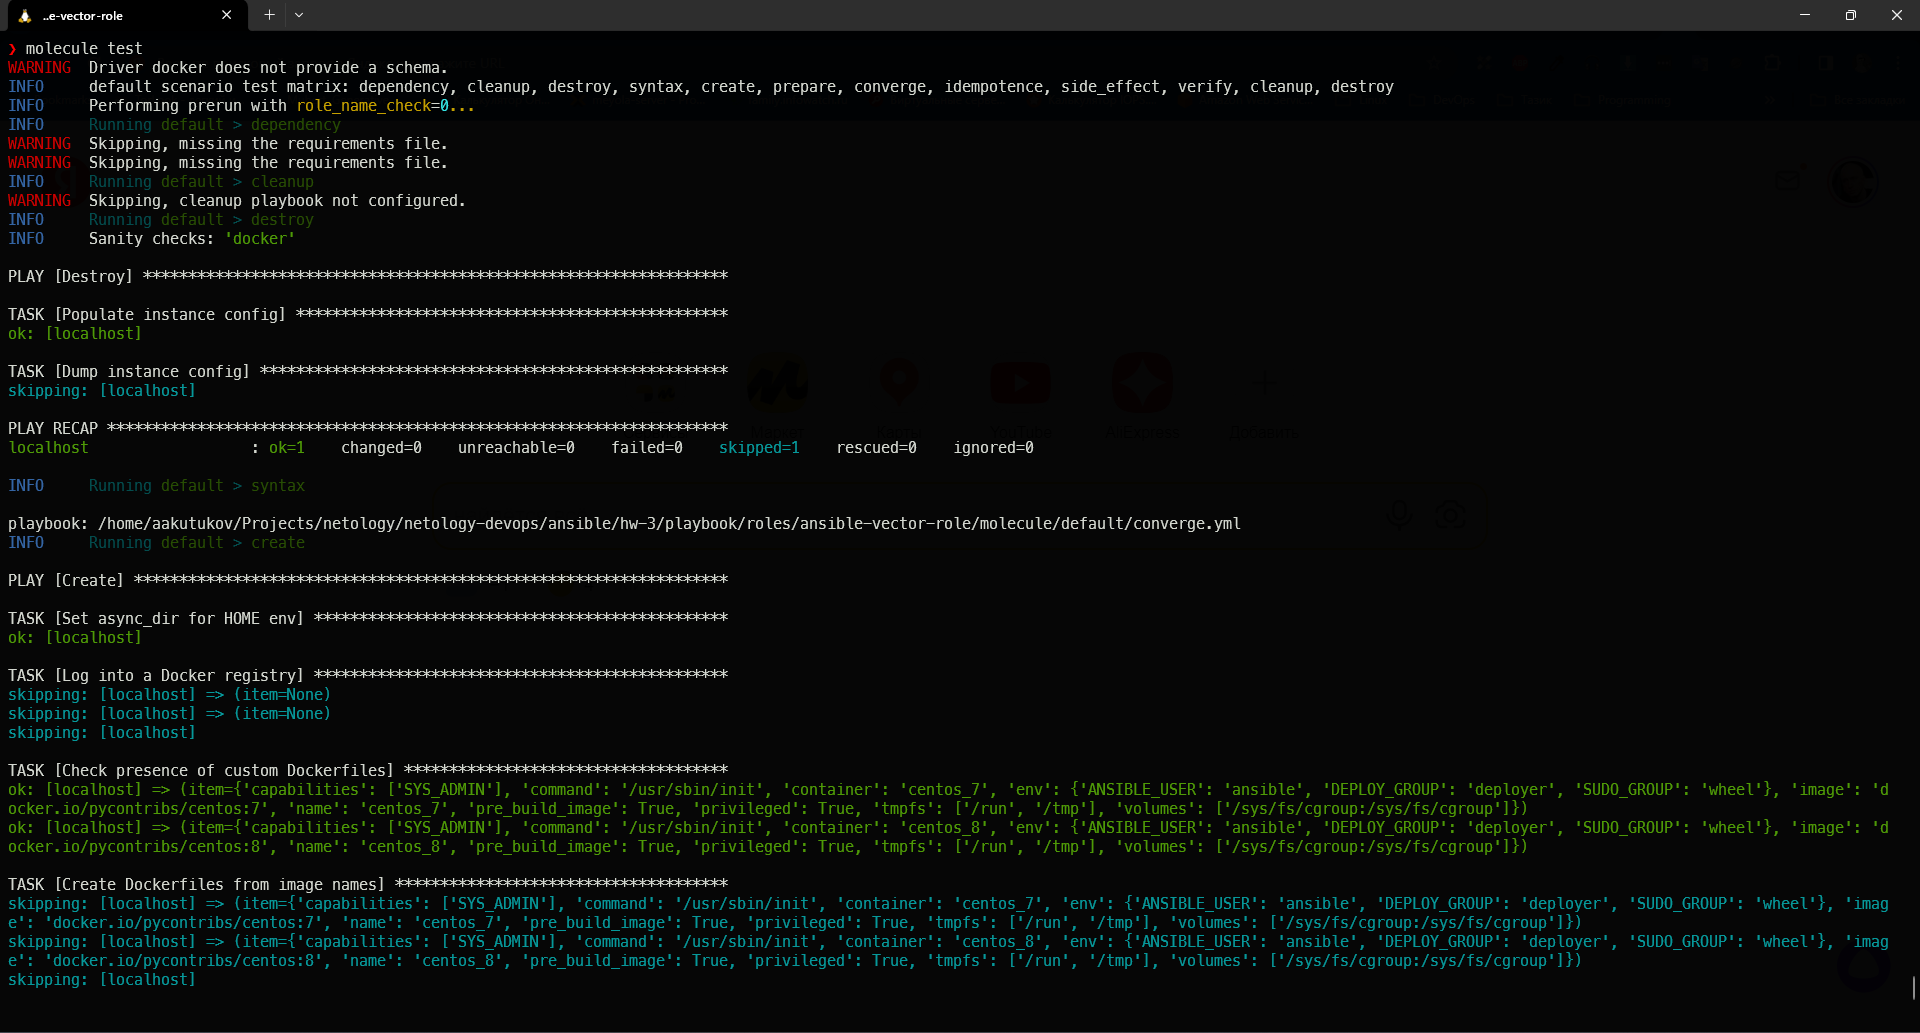 ..e-vector-role
❯ molecule test
WARNING  Driver docker does not provide a schema.
INFO     default scenario test matrix: dependency, cleanup, destroy, syntax, create, prepare, converge, idempotence, side_effect, verify, cleanup, destroy
INFO     Performing prerun with role_name_check=0...
INFO     Running default > dependency
WARNING  Skipping, missing the requirements file.
WARNING  Skipping, missing the requirements file.
INFO     Running default > cleanup
WARNING  Skipping, cleanup playbook not configured.
INFO     Running default > destroy
INFO     Sanity checks: 'docker'
PLAY [Destroy] *****************************************************************
TASK [Populate instance config] ************************************************
ok: [localhost]
TASK [Dump instance config] ****************************************************
skipping: [localhost]
PLAY RECAP *********************************************************************
localhost                  : ok=1    changed=0    unreachable=0    failed=0    skipped=1    rescued=0    ignored=0
INFO     Running default > syntax
playbook: /home/aakutukov/Projects/netology/netology-devops/ansible/hw-3/playbook/roles/ansible-vector-role/molecule/default/converge.yml
INFO     Running default > create
PLAY [Create] ******************************************************************
TASK [Set async_dir for HOME env] **********************************************
ok: [localhost]
TASK [Log into a Docker registry] **********************************************
skipping: [localhost] => (item=None)
skipping: [localhost] => (item=None)
skipping: [localhost]
TASK [Check presence of custom Dockerfiles] ************************************
ok: [localhost] => (item={'capabilities': ['SYS_ADMIN'], 'command': '/usr/sbin/init', 'container': 'centos_7', 'env': {'ANSIBLE_USER': 'ansible', 'DEPLOY_GROUP': 'deployer', 'SUDO_GROUP': 'wheel'}, 'image': 'd
ocker.io/pycontribs/centos:7', 'name': 'centos_7', 'pre_build_image': True, 'privileged': True, 'tmpfs': ['/run', '/tmp'], 'volumes': ['/sys/fs/cgroup:/sys/fs/cgroup']})
ok: [localhost] => (item={'capabilities': ['SYS_ADMIN'], 'command': '/usr/sbin/init', 'container': 'centos_8', 'env': {'ANSIBLE_USER': 'ansible', 'DEPLOY_GROUP': 'deployer', 'SUDO_GROUP': 'wheel'}, 'image': 'd
ocker.io/pycontribs/centos:8', 'name': 'centos_8', 'pre_build_image': True, 'privileged': True, 'tmpfs': ['/run', '/tmp'], 'volumes': ['/sys/fs/cgroup:/sys/fs/cgroup']})
TASK [Create Dockerfiles from image names] *************************************
skipping: [localhost] => (item={'capabilities': ['SYS_ADMIN'], 'command': '/usr/sbin/init', 'container': 'centos_7', 'env': {'ANSIBLE_USER': 'ansible', 'DEPLOY_GROUP': 'deployer', 'SUDO_GROUP': 'wheel'}, 'imag
e': 'docker.io/pycontribs/centos:7', 'name': 'centos_7', 'pre_build_image': True, 'privileged': True, 'tmpfs': ['/run', '/tmp'], 'volumes': ['/sys/fs/cgroup:/sys/fs/cgroup']})
skipping: [localhost] => (item={'capabilities': ['SYS_ADMIN'], 'command': '/usr/sbin/init', 'container': 'centos_8', 'env': {'ANSIBLE_USER': 'ansible', 'DEPLOY_GROUP': 'deployer', 'SUDO_GROUP': 'wheel'}, 'imag
e': 'docker.io/pycontribs/centos:8', 'name': 'centos_8', 'pre_build_image': True, 'privileged': True, 'tmpfs': ['/run', '/tmp'], 'volumes': ['/sys/fs/cgroup:/sys/fs/cgroup']})
skipping: [localhost]